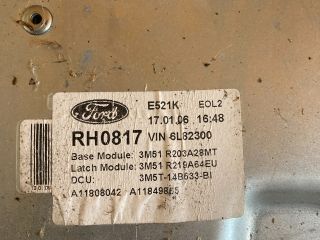 Ford
E521K EOL2
17.01.06 16:48
RH0817 VIN 6L82300
Base Module: 3M51 R203A28MT
Latch Module: 3M51 R219A64EU
DCU: 3M5T-14B533-BI
A11808042 - A11849865